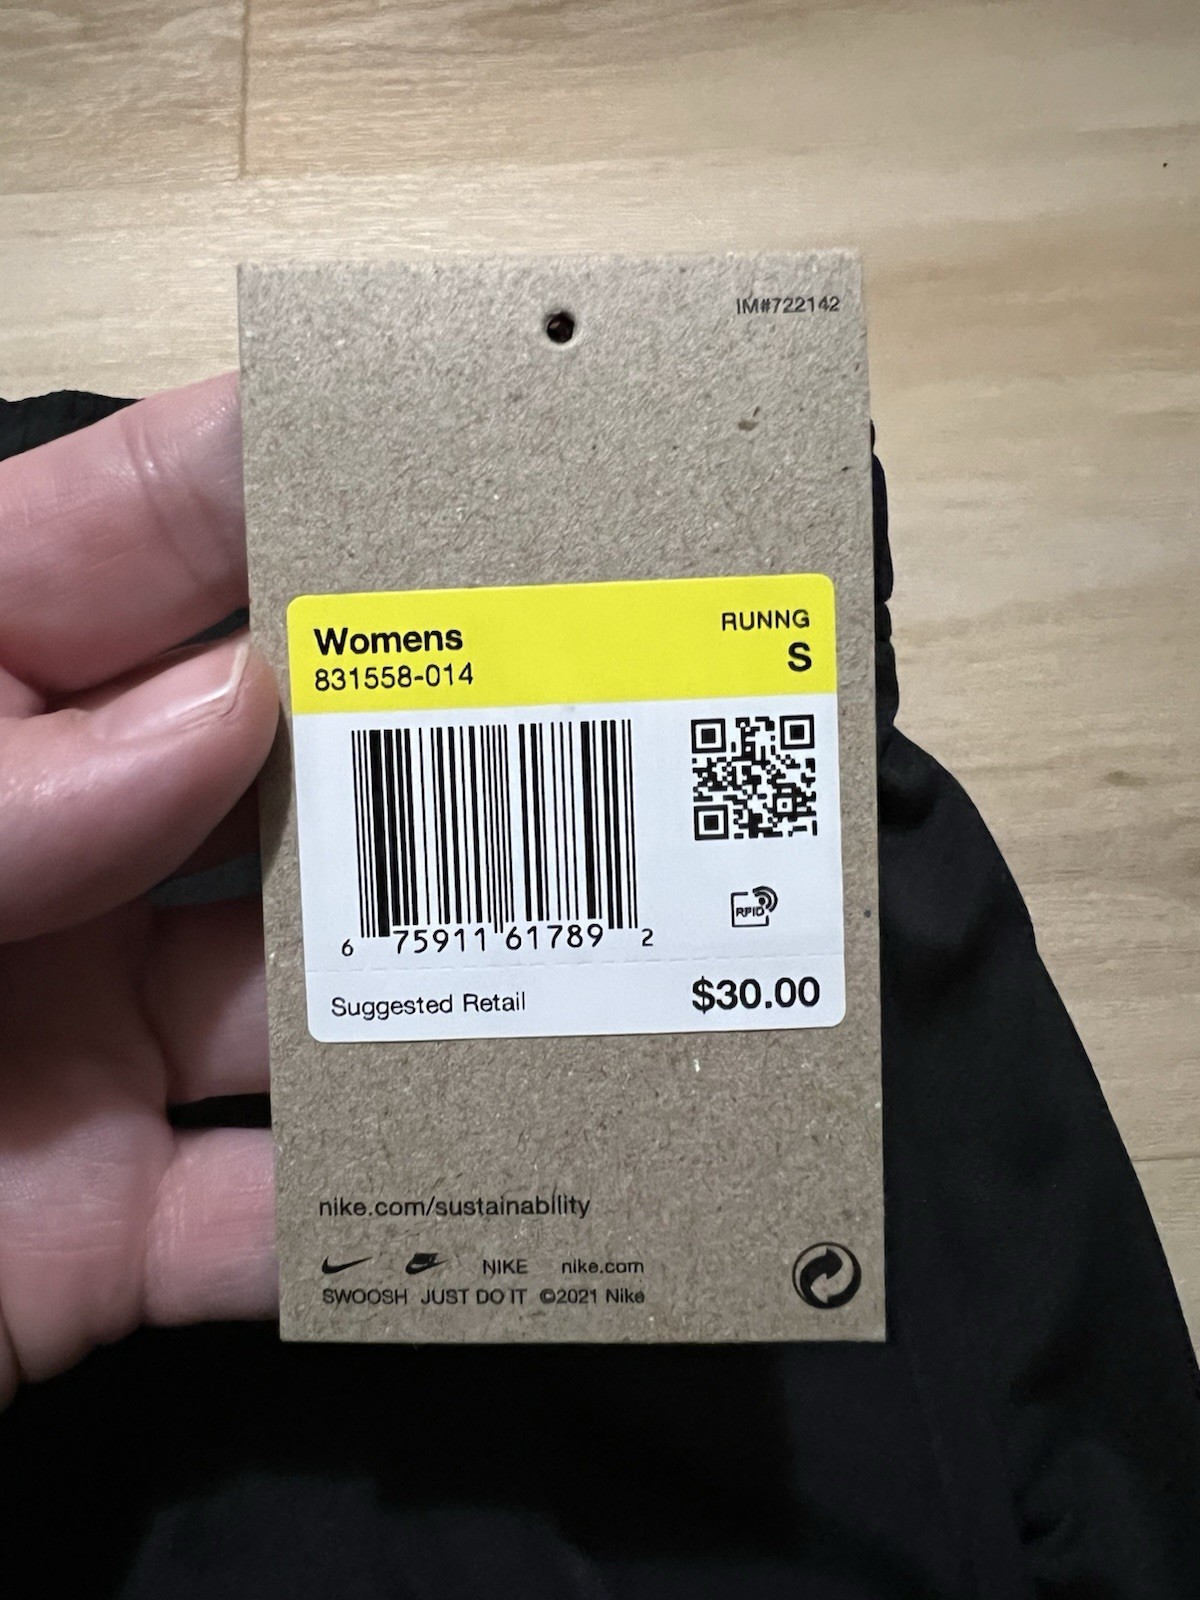 IM#722142
Womens
RUNNG
831558-014
S
6 75911 61789 2
RFID
Suggested Retail
$30.00
nike.com/sustainability
NIKE nike.com
SWOOSH JUST DO IT ©2021 Nike